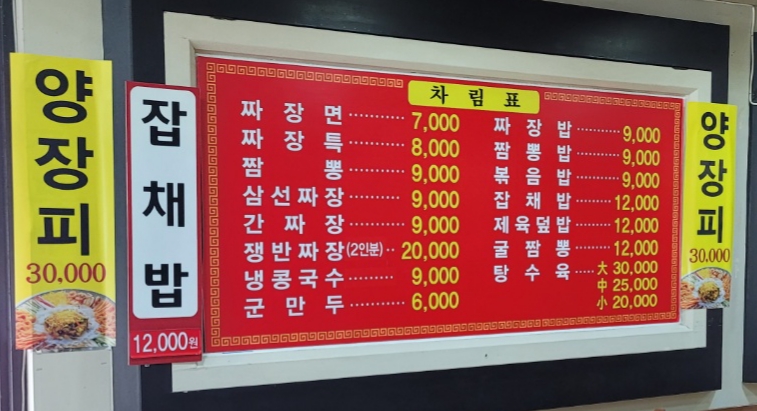 양장피
30.000
잡채밥
12,000원
차림표
짜장면 7,000
짜장특 8,000
짬뽕 9,000
삼선짜장 9,000
간짜장 9,000
쟁반짜장(2인분) 20,000
냉콩국수 9,000
군만두 6,000
짜장밥 9,000
짬뽕밥 9,000
볶음밥 9,000
잡채밥 12,000
제육덮밥 12,000
굴짬뽕 12,000
탕수육 大 30,000
中 25,000
小 20,000
양장피
30.000